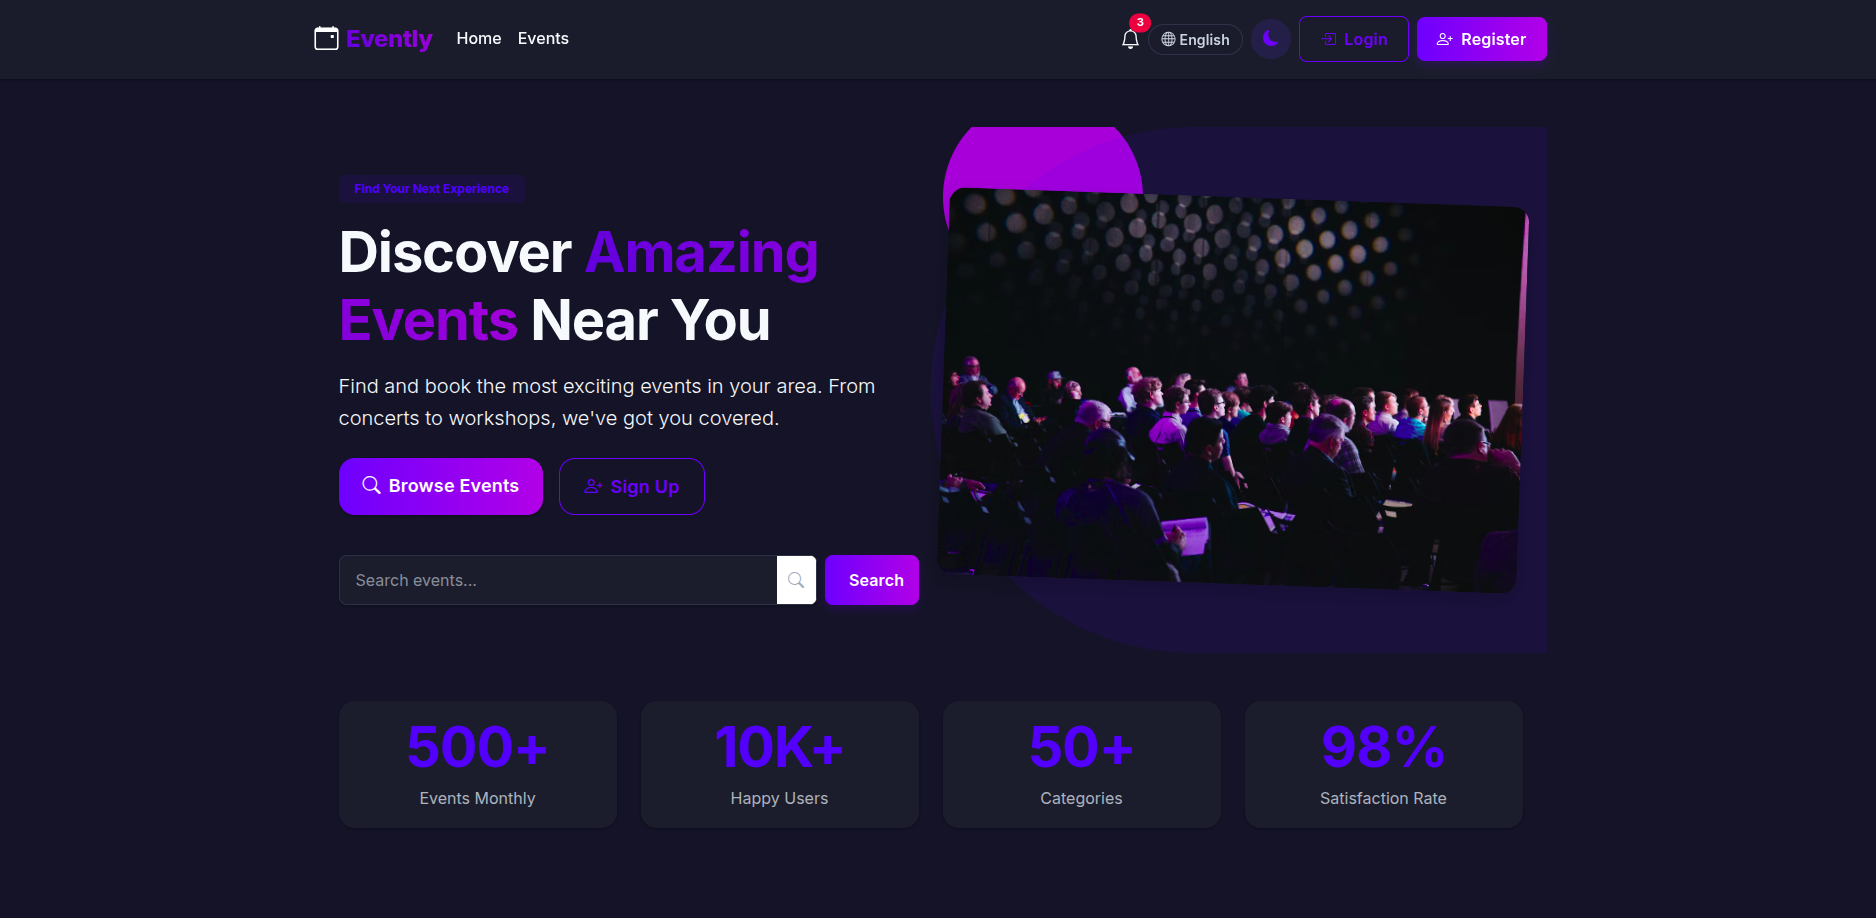 Evently Home Events 3 English Login Register
Find Your Next Experience
Discover Amazing
Events Near You
Find and book the most exciting events in your area. From
concerts to workshops, we've got you covered.
Browse Events Sign Up
Search events... Search
500+ 10K+ 50+ 98%
Events Monthly Happy Users Categories Satisfaction Rate